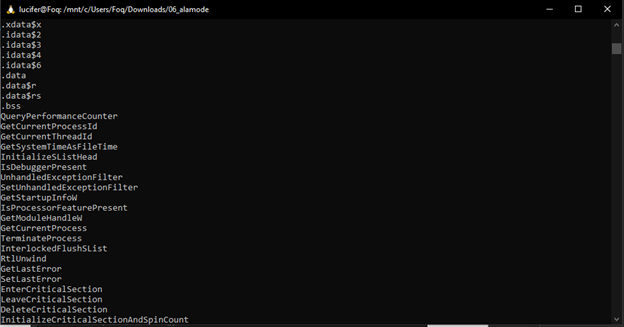 lucifer@Foq: /mnt/c/Users/Foq/Downloads/06_alamode
.xdata$x
.idata$2
.idata$3
.idata$4
.idata$6
.data
.data$r
.data$rs
.bss
QueryPerformanceCounter
GetCurrentProcessId
GetCurrentThreadId
GetSystemTimeAsFileTime
InitializeSListHead
IsDebuggerPresent
UnhandledExceptionFilter
SetUnhandledExceptionFilter
GetStartupInfoW
IsProcessorFeaturePresent
GetModuleHandleW
GetCurrentProcess
TerminateProcess
InterlockedFlushSList
RtlUnwind
GetLastError
SetLastError
EnterCriticalSection
LeaveCriticalSection
DeleteCriticalSection
InitializeCriticalSectionAndSpinCount